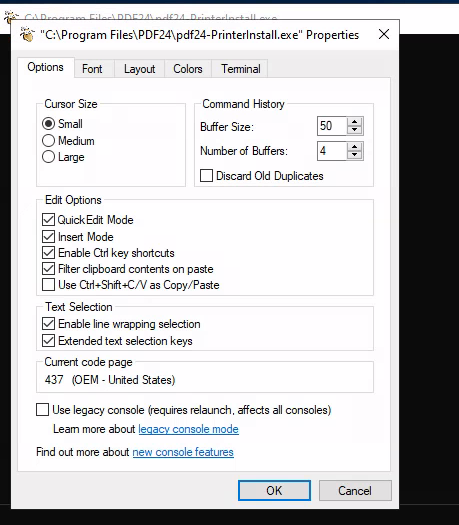 C:\Program Files\PDF24\pdf24-PrinterInstall.exe
"C:\Program Files\PDF24\pdf24-PrinterInstall.exe" Properties
Options Font Layout Colors Terminal
Cursor Size
Small
Medium
Large
Command History
Buffer Size: 50
Number of Buffers: 4
Discard Old Duplicates
Edit Options
QuickEdit Mode
Insert Mode
Enable Ctrl key shortcuts
Filter clipboard contents on paste
Use Ctrl+Shift+C/V as Copy/Paste
Text Selection
Enable line wrapping selection
Extended text selection keys
Current code page
437 (OEM - United States)
Use legacy console (requires relaunch, affects all consoles)
Learn more about legacy console mode
Find out more about new console features
OK Cancel